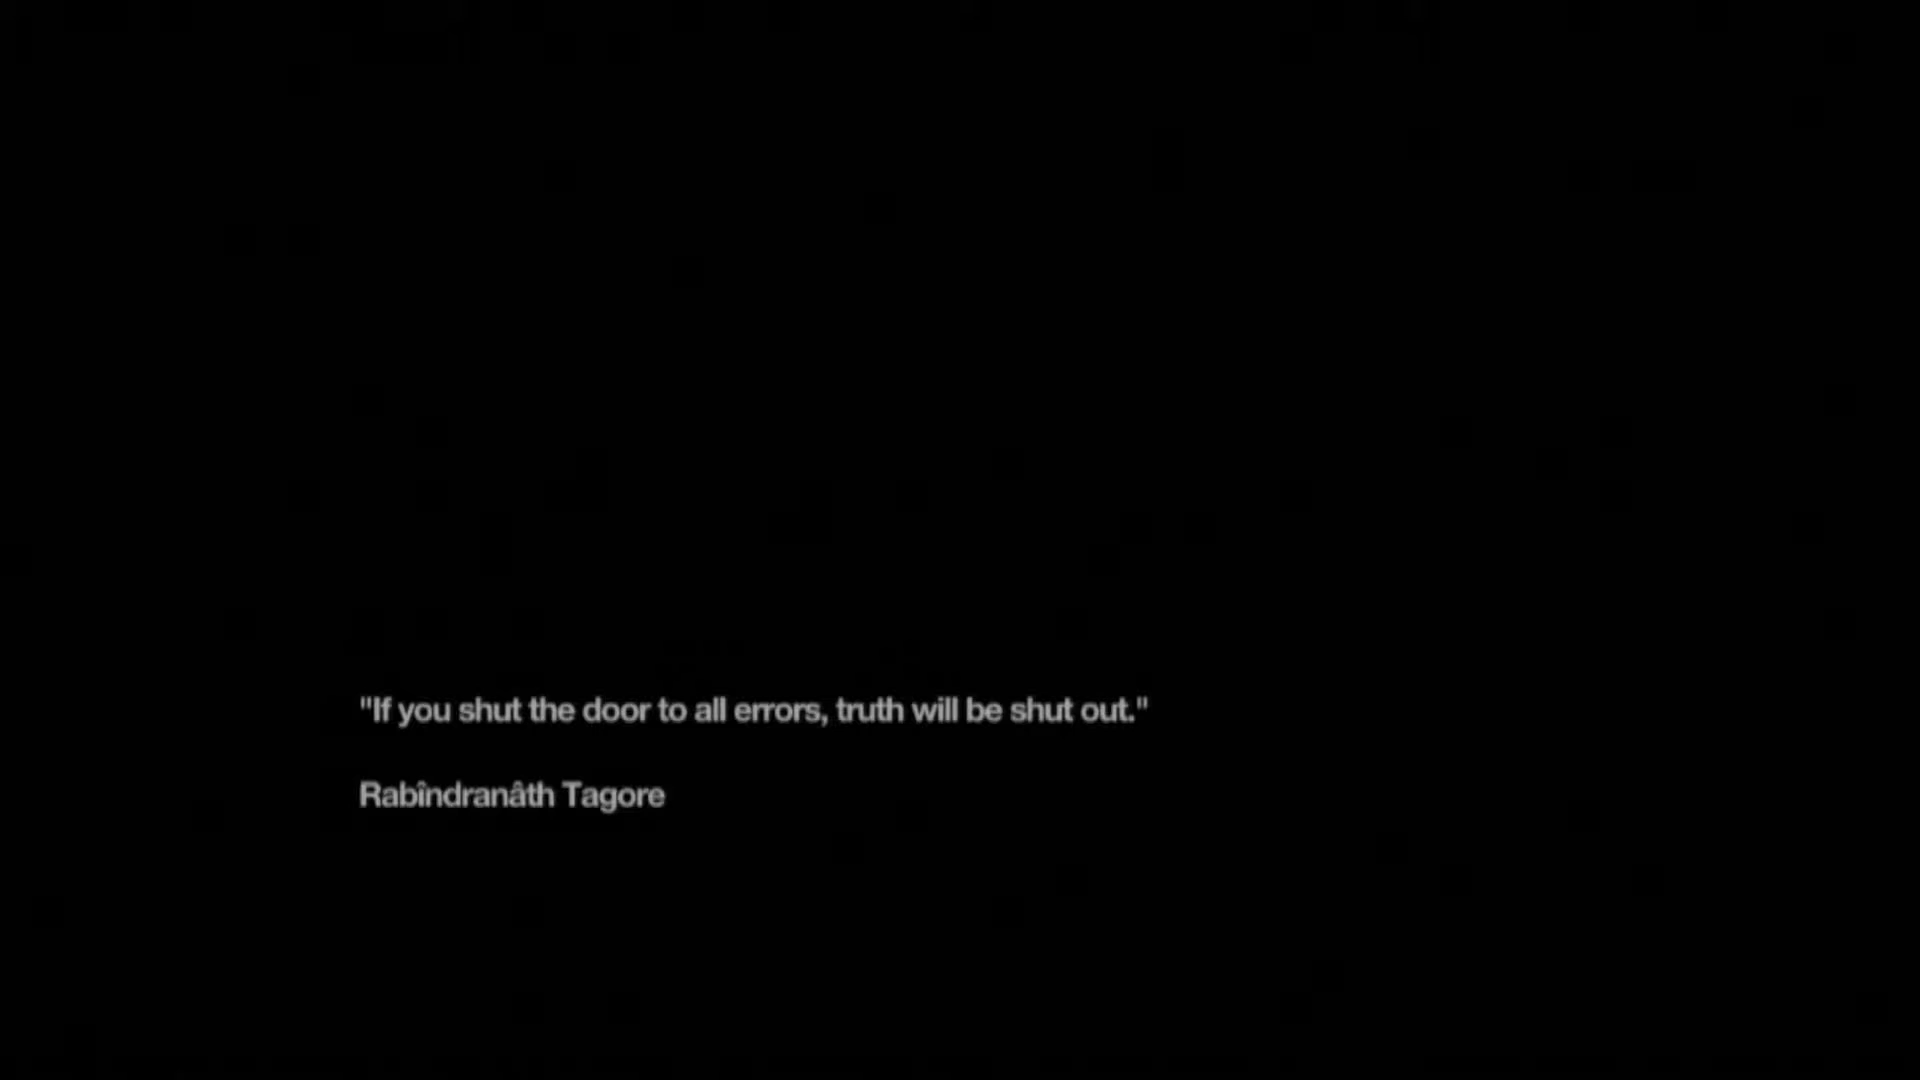 "If you shut the door to all errors, truth will be shut out."
Rabîndranâth Tagore